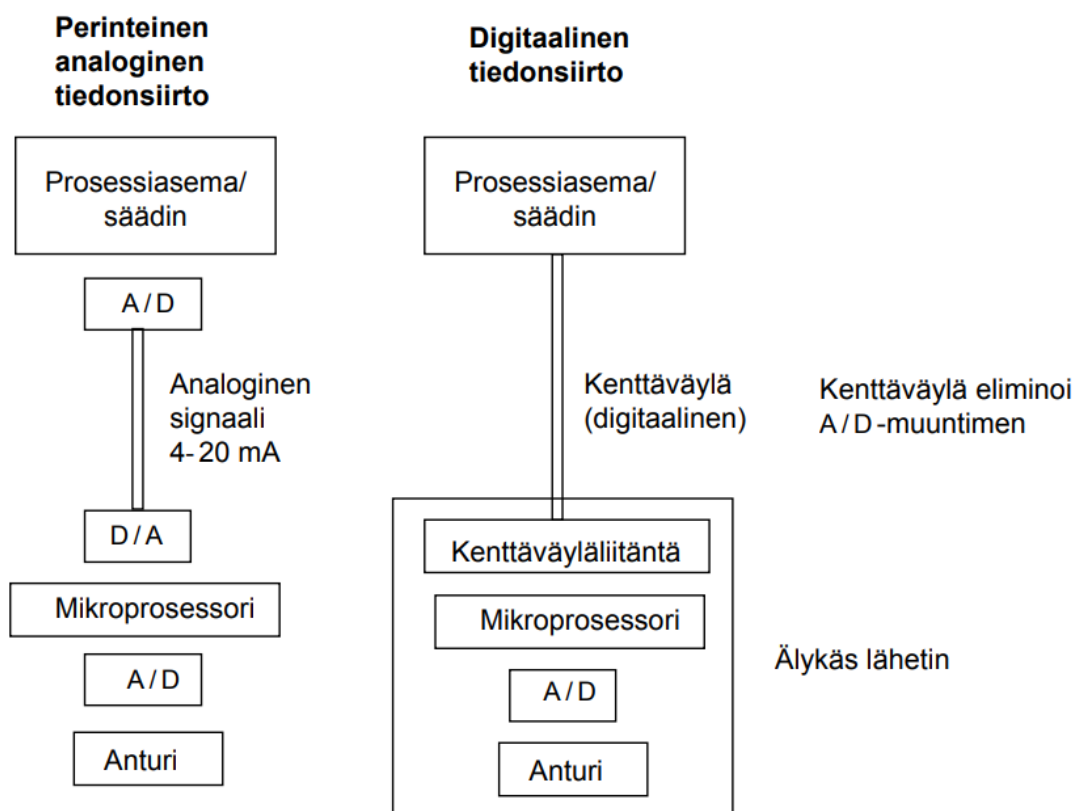 Perinteinen
analoginen
tiedonsiirto
Prosessiasema/
säädin
A / D
Analoginen
signaali
4- 20 mA
D / A
Mikroprosessori
A / D
Anturi
Digitaalinen
tiedonsiirto
Prosessiasema/
säädin
Kenttäväylä
(digitaalinen)
Kenttäväylä eliminoi
A / D -muuntimen
Kenttäväyläliitäntä
Mikroprosessori
A / D
Anturi
Älykäs lähetin